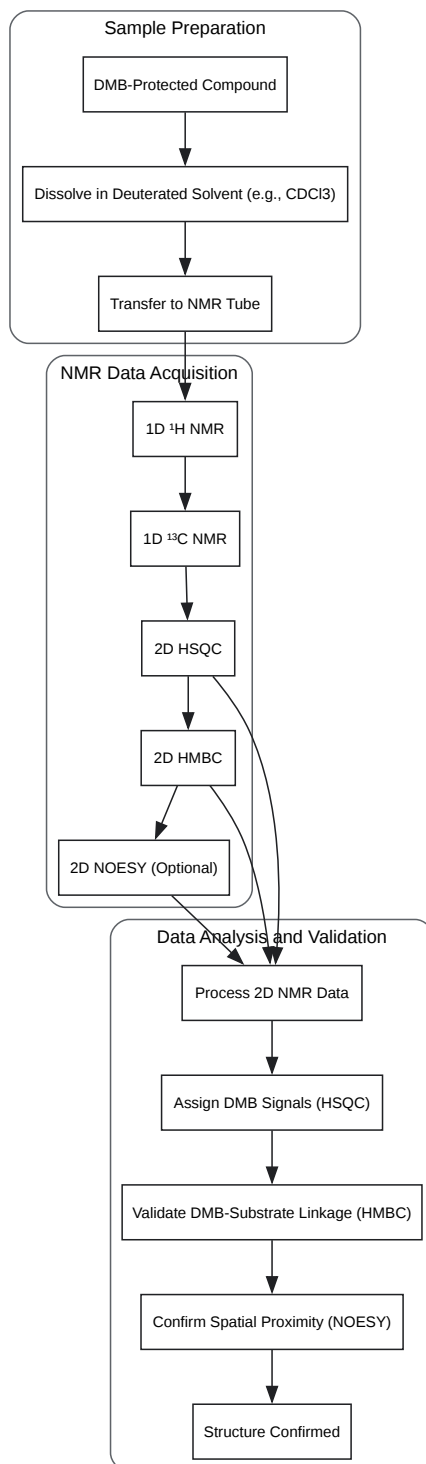 Sample Preparation
DMB-Protected Compound
Dissolve in Deuterated Solvent (e.g., CDCl3)
Transfer to NMR Tube
NMR Data Acquisition
1D ¹H NMR
1D ¹³C NMR
2D HSQC
2D HMBC
2D NOESY (Optional)
Data Analysis and Validation
Process 2D NMR Data
Assign DMB Signals (HSQC)
Validate DMB-Substrate Linkage (HMBC)
Confirm Spatial Proximity (NOESY)
Structure Confirmed